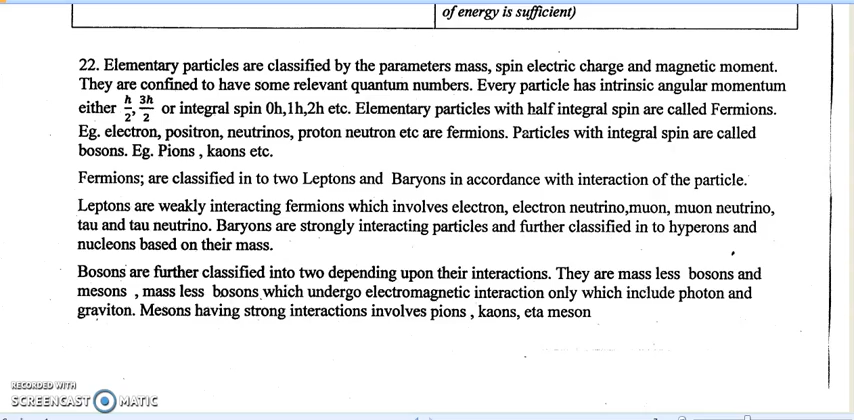 of energy is sufficient)
22. Elementary particles are classified by the parameters mass, spin electric charge and magnetic moment.
They are confined to have some relevant quantum numbers. Every particle has intrinsic angular momentum
either ℏ/2, 3ℏ/2 or integral spin 0h,1h,2h etc. Elementary particles with half integral spin are called Fermions.
Eg. electron, positron, neutrinos, proton neutron etc are fermions. Particles with integral spin are called
bosons. Eg. Pions , kaons etc.
Fermions; are classified in to two Leptons and Baryons in accordance with interaction of the particle.
Leptons are weakly interacting fermions which involves electron, electron neutrino,muon, muon neutrino,
tau and tau neutrino. Baryons are strongly interacting particles and further classified in to hyperons and
nucleons based on their mass.
Bosons are further classified into two depending upon their interactions. They are mass less bosons and
mesons , mass less bosons which undergo electromagnetic interaction only which include photon and
graviton. Mesons having strong interactions involves pions , kaons, eta meson
RECORDED WITH
SCREENCAST O MATIC